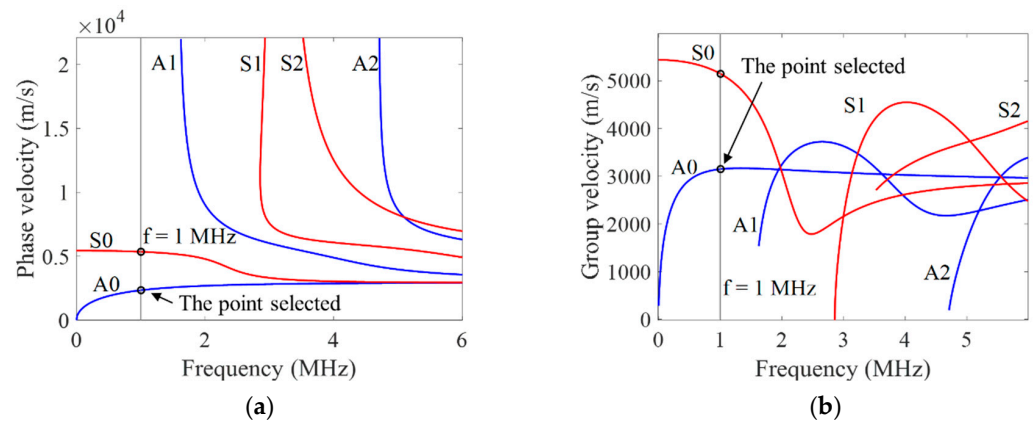 ×10⁴
2
1.5
1
0.5
0
Phase velocity (m/s)
A1
S1
S2
A2
S0
f = 1 MHz
A0
The point selected
0
2
4
6
Frequency (MHz)
(a)
5000
4000
3000
2000
1000
0
Group velocity (m/s)
S0
The point selected
S1
S2
A0
A1
A2
f = 1 MHz
0
1
2
3
4
5
Frequency (MHz)
(b)